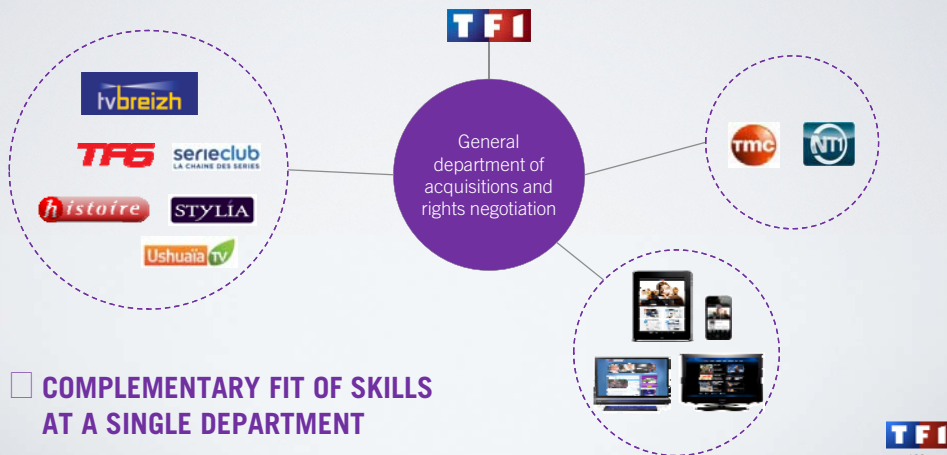 TF1
tvbreizh
TF6
serieclub
LA CHAINE DES SERIES
histoire
STYLÍA
Ushuaïa TV
General
department of
acquisitions and
rights negotiation
tmc
NT1
COMPLEMENTARY FIT OF SKILLS
AT A SINGLE DEPARTMENT
TF1